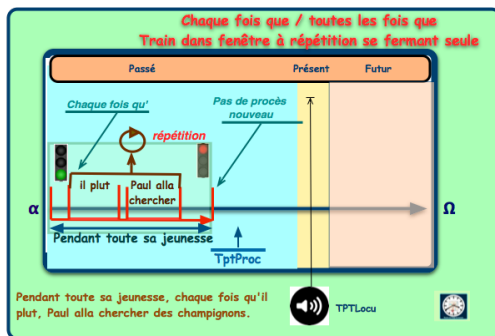 Chaque fois que / toutes les fois que
Train dans fenêtre à répétition se fermant seule
Passé Présent Futur
Chaque fois qu'
Pas de procès
nouveau
répétition
il plut
Paul alla
chercher
α Ω
Pendant toute sa jeunesse
TptProc
Pendant toute sa jeunesse, chaque fois qu'il
plut, Paul alla chercher des champignons.
TPTLocu